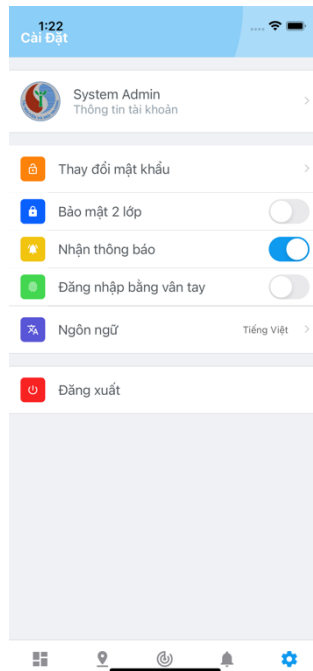 1:22
Cài Đặt
System Admin
Thông tin tài khoản
Thay đổi mật khẩu
Bảo mật 2 lớp
Nhận thông báo
Đăng nhập bằng vân tay
Ngôn ngữ
Tiếng Việt
Đăng xuất